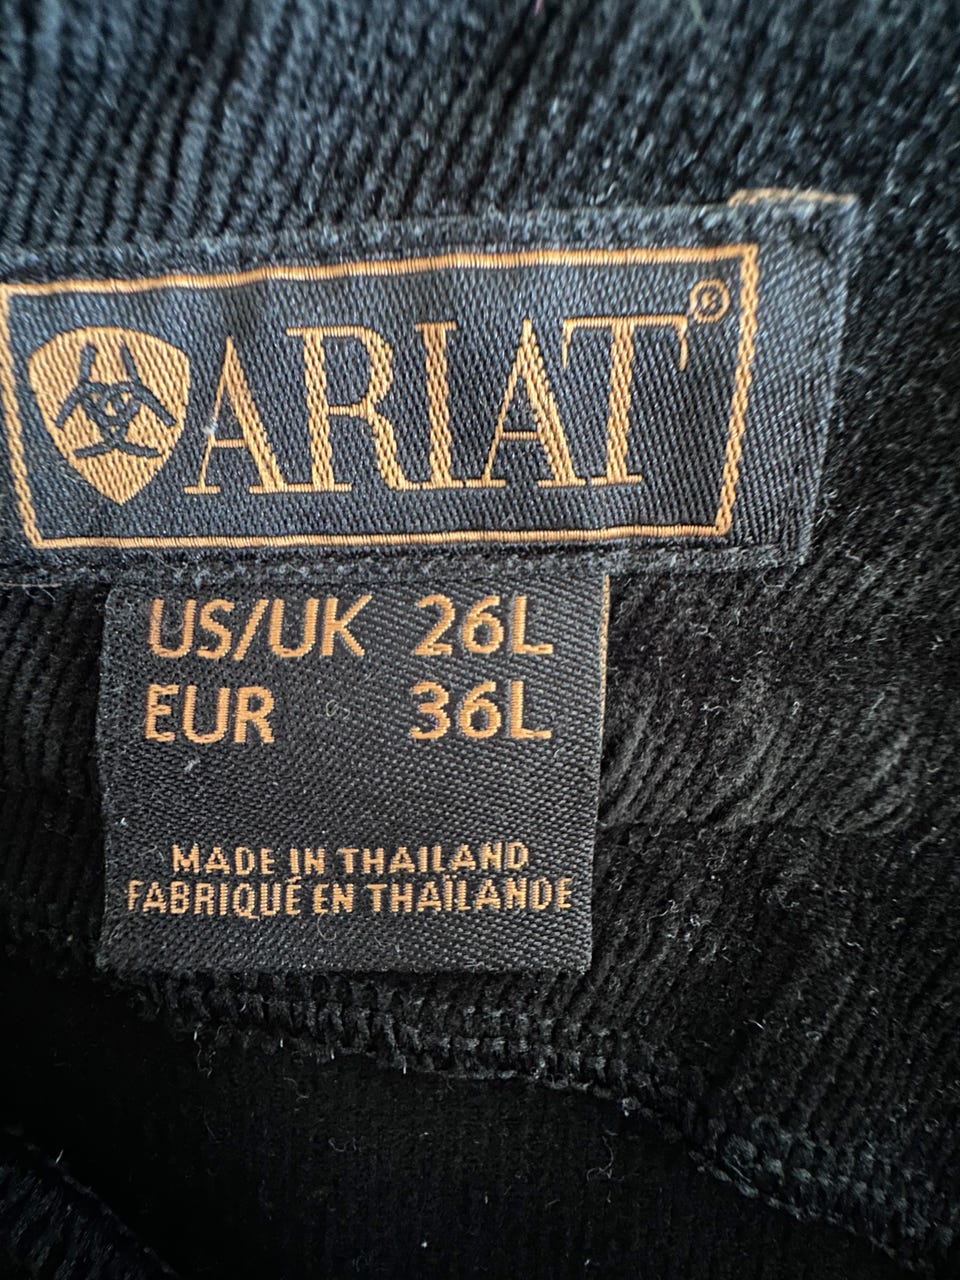 ARIAT®
US/UK 26L
EUR 36L
MADE IN THAILAND
FABRIQUÉ EN THAÏLANDE